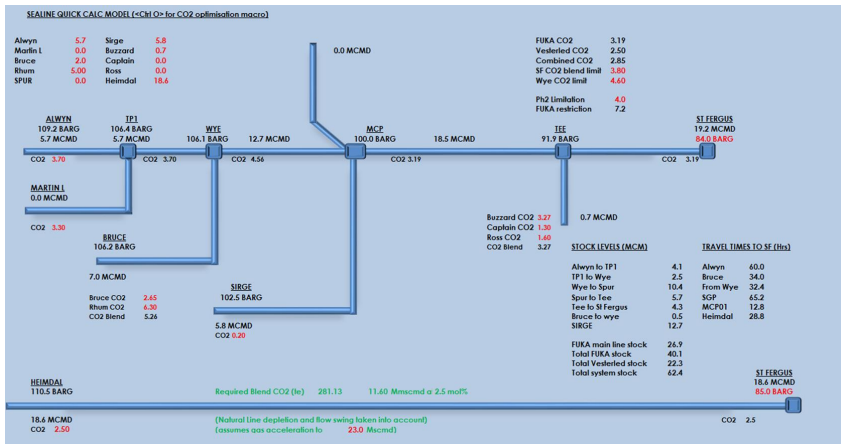 SEALINE QUICK CALC MODEL (<Ctrl O> for CO2 optimisation macro)
Alwyn 5.7 Sirge 5.8
Martin L 0.0 Buzzard 0.7
Bruce 2.0 Captain 0.0
Rhum 5.00 Ross 0.0
SPUR 0.0 Heimdal 18.6
0.0 MCMD
FUKA CO2 3.19
Vesterled CO2 2.50
Combined CO2 2.85
SF CO2 blend limit 3.80
Wye CO2 limit 4.60
Ph2 Limitation 4.0
FUKA restriction 7.2
ALWYN
109.2 BARG
5.7 MCMD
TP1
106.4 BARG
5.7 MCMD
WYE
106.1 BARG
12.7 MCMD
MCP
100.0 BARG
18.5 MCMD
TEE
91.9 BARG
ST FERGUS
19.2 MCMD
84.0 BARG
CO2 3.70
CO2 3.70
CO2 4.56
CO2 3.19
CO2 3.19
MARTIN L
0.0 MCMD
CO2 3.30
BRUCE
106.2 BARG
7.0 MCMD
Bruce CO2 2.65
Rhum CO2 6.30
CO2 Blend 5.26
SIRGE
102.5 BARG
5.8 MCMD
CO2 0.20
Buzzard CO2 3.27
Captain CO2 1.30
Ross CO2 1.60
CO2 Blend 3.27
0.7 MCMD
STOCK LEVELS (MCM)
Alwyn to TP1 4.1
TP1 to Wye 2.5
Wye to Spur 10.4
Spur to Tee 5.7
Tee to St Fergus 4.3
Bruce to wye 0.5
SIRGE 12.7
FUKA main line stock 26.9
Total FUKA stock 40.1
Total Vesterled stock 22.3
Total system stock 62.4
TRAVEL TIMES TO SF (Hrs)
Alwyn 60.0
Bruce 34.0
From Wye 32.4
SGP 65.2
MCP01 12.8
Heimdal 28.8
HEIMDAL
110.5 BARG
Required Blend CO2 (te) 281.13 11.60 Mmscmd @ 2.5 mol%
ST FERGUS
18.6 MCMD
85.0 BARG
18.6 MCMD
CO2 2.50
(Natural Line depletion and flow swing taken into account)
(assumes gas acceleration to 23.0 Mscmd)
CO2 2.5